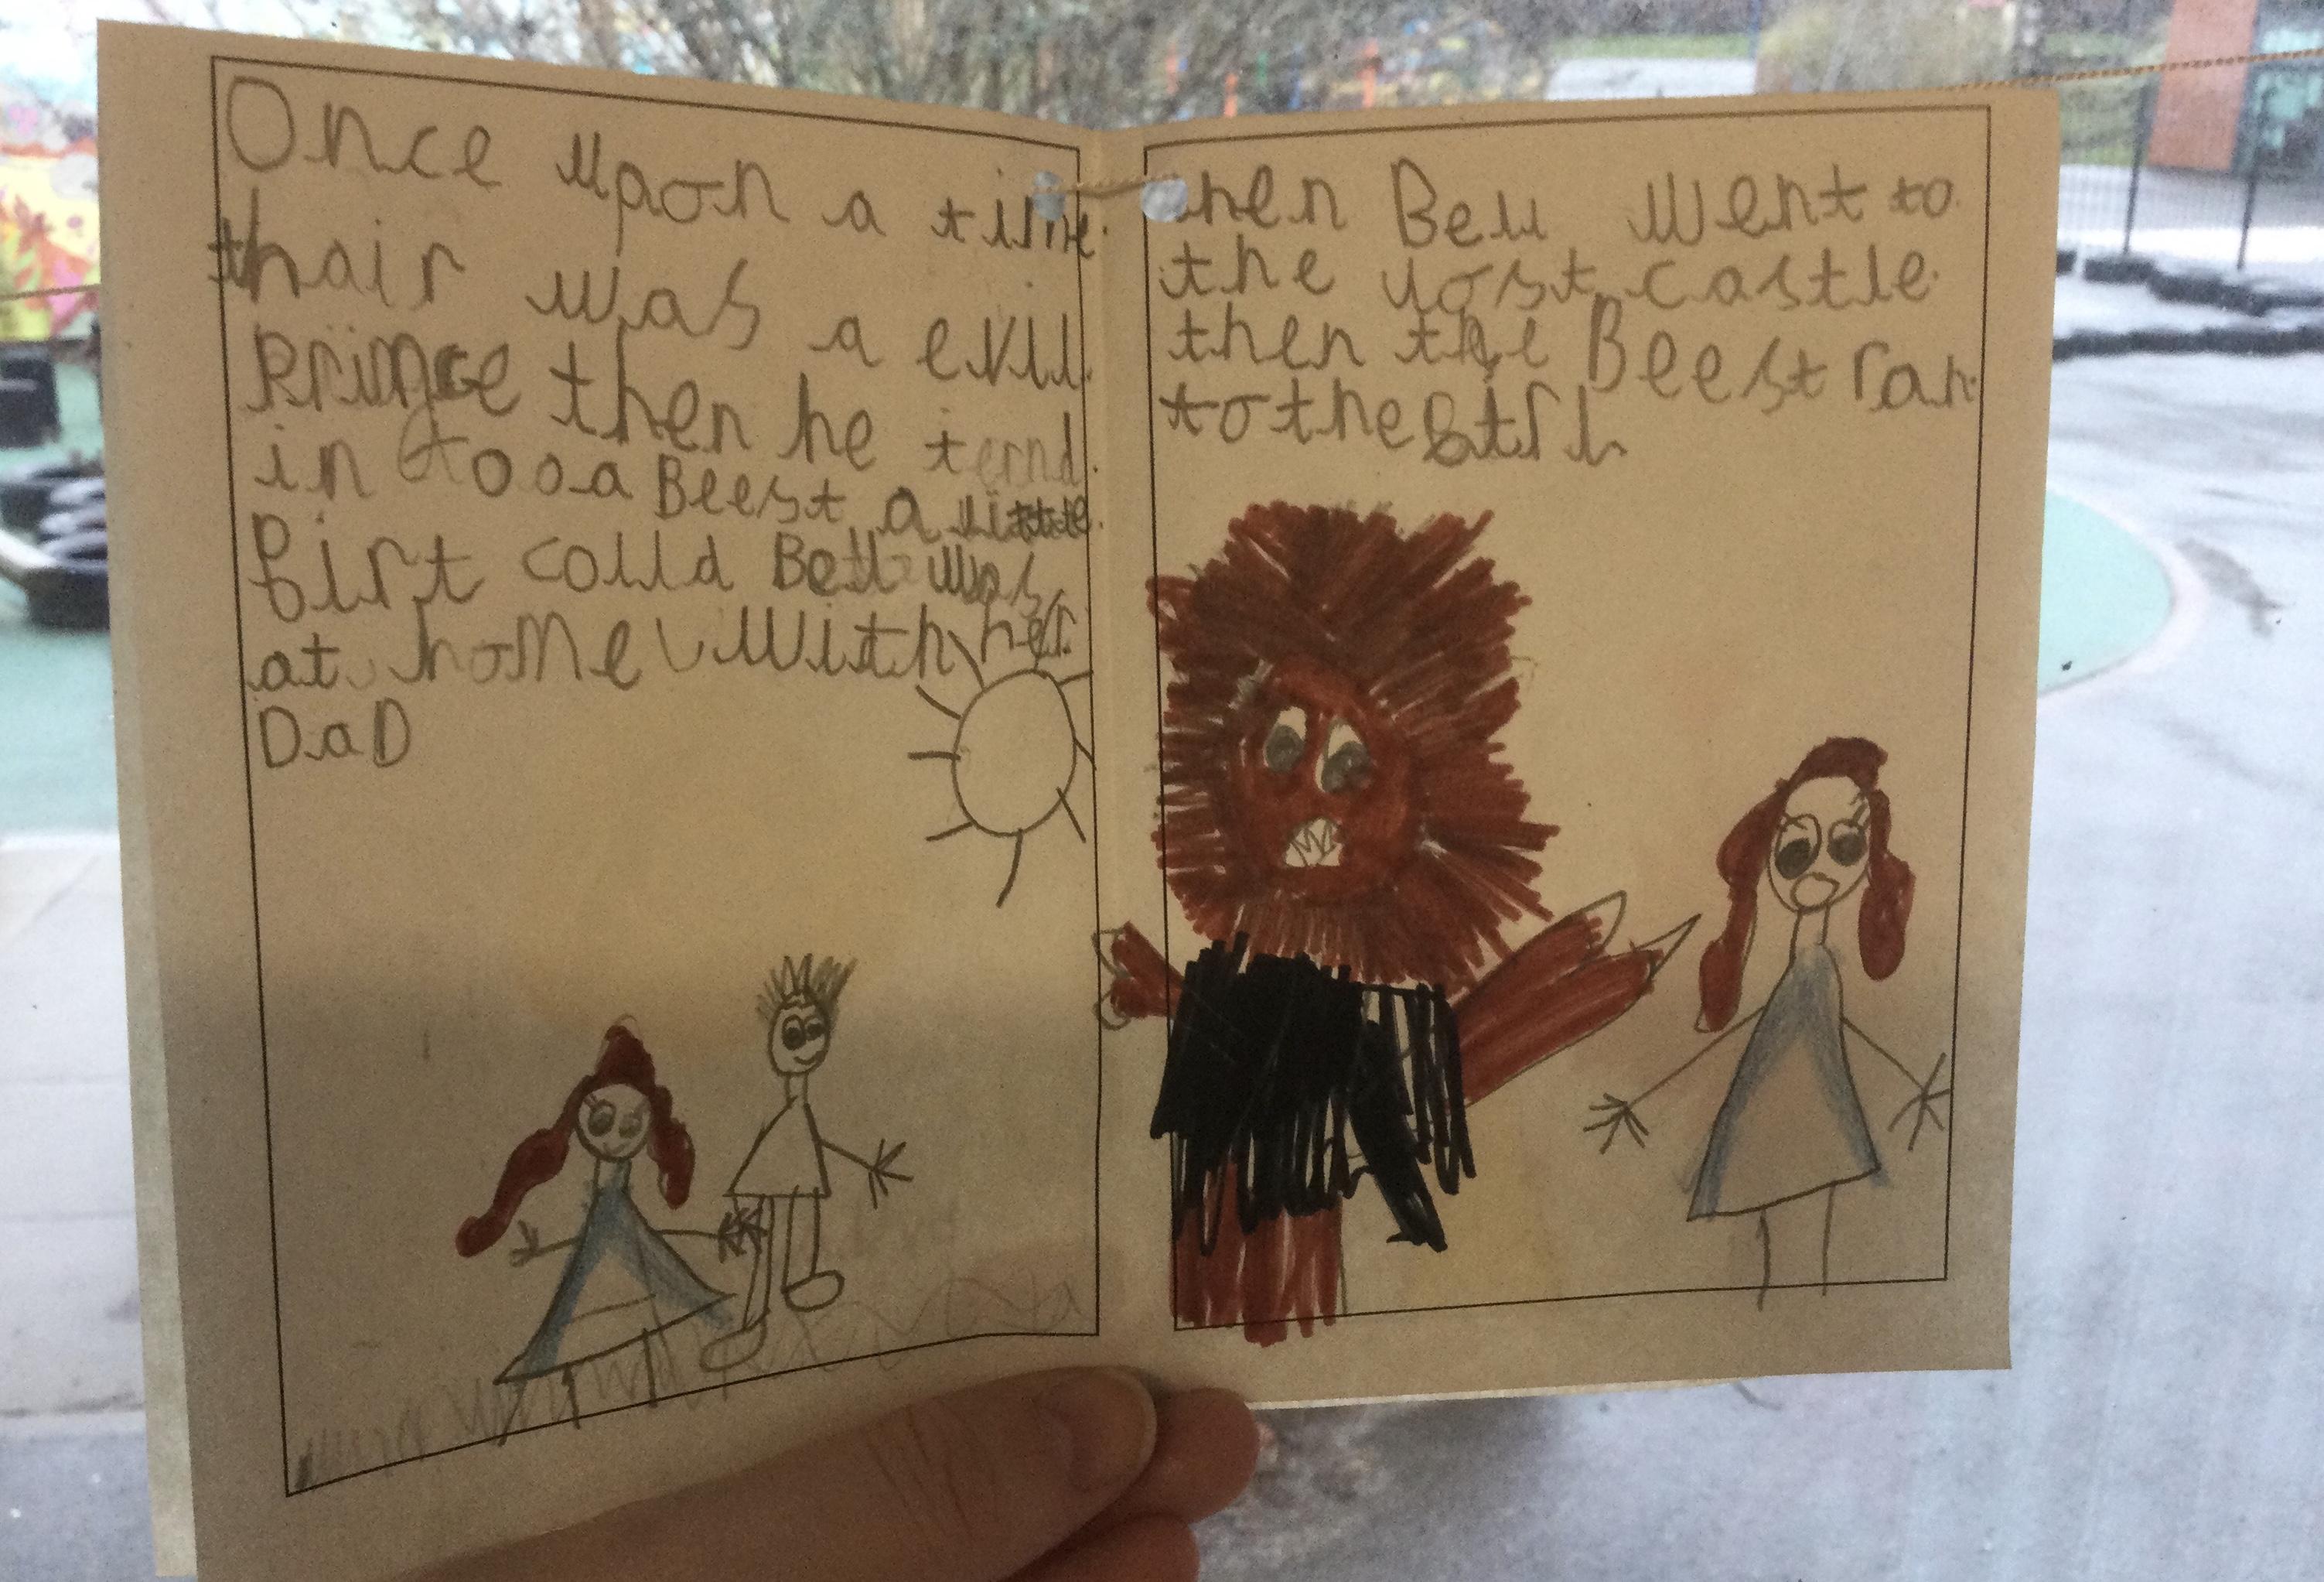 Once upon a time
thair was a evil
prince then he ternd
in to a a Beest a little
girt colld Bell was
at home with her
DaD
then Bell went to
the lost castle
then the Beest ran
to the girl